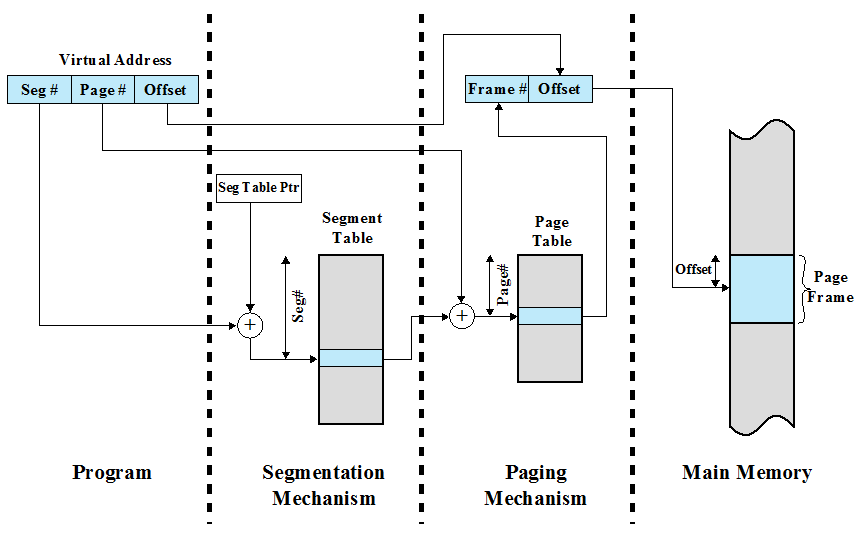 Virtual Address
Seg # Page # Offset
Frame # Offset
Seg Table Ptr
Segment
Table
Page
Table
Seg#
Page#
+
+
Offset
Page
Frame
Program
Segmentation
Mechanism
Paging
Mechanism
Main Memory